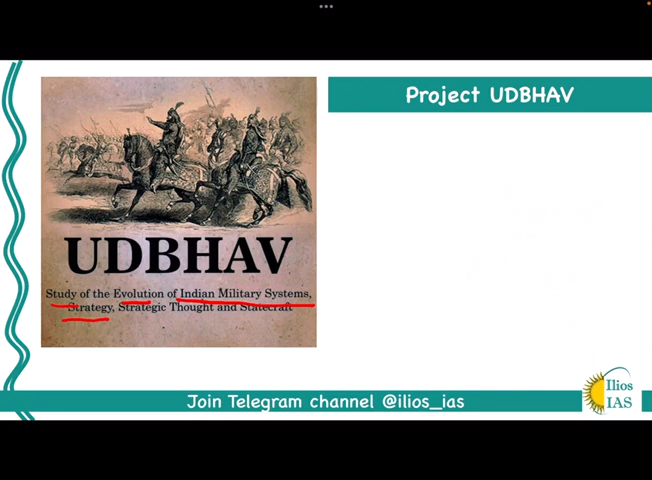 Project UDBHAV
UDBHAV
Study of the Evolution of Indian Military Systems,
Strategy, Strategic Thought and Statecraft
Join Telegram channel @ilios_ias
Ilios
IAS